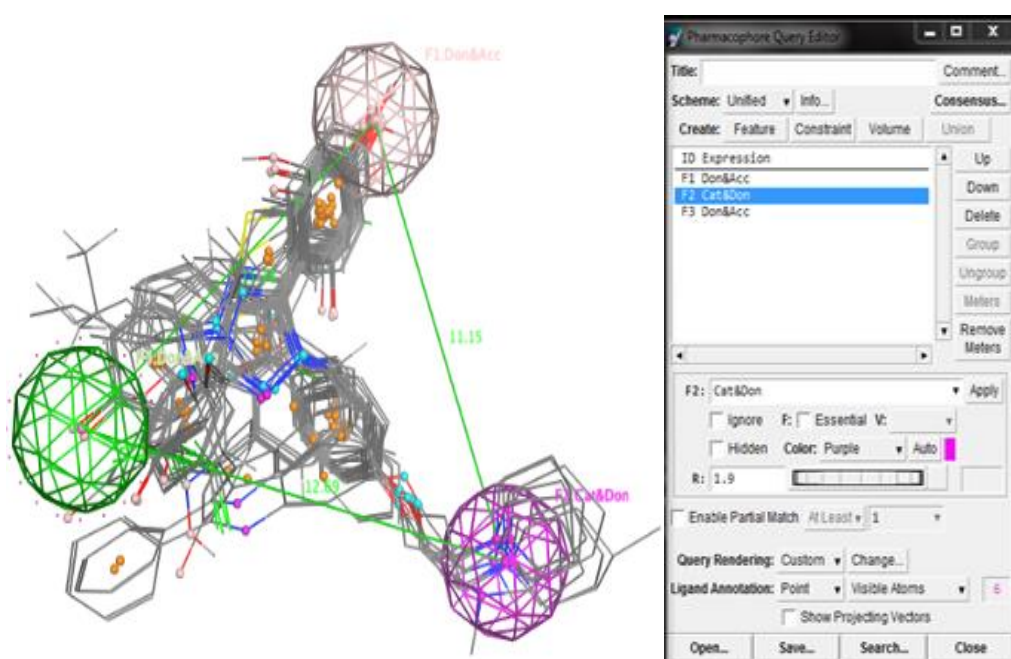 F1:Don&Acc
11.15
12.69
F2:Cat&Don
Pharmacophore Query Editor
Title: Comment...
Scheme: Unified Info... Consensus...
Create: Feature Constraint Volume Union
ID Expression
F1 Don&Acc
F2 Cat&Don
F3 Don&Acc
Up
Down
Delete
Group
Ungroup
Meters
Remove
Meters
F2: Cat&Don Apply
Ignore F: Essential V:
Hidden Color: Purple Auto
R: 1.9
Enable Partial Match At Least 1
Query Rendering: Custom Change...
Ligand Annotation: Point Visible Atoms 6
Show Projecting Vectors
Open... Save... Search... Close